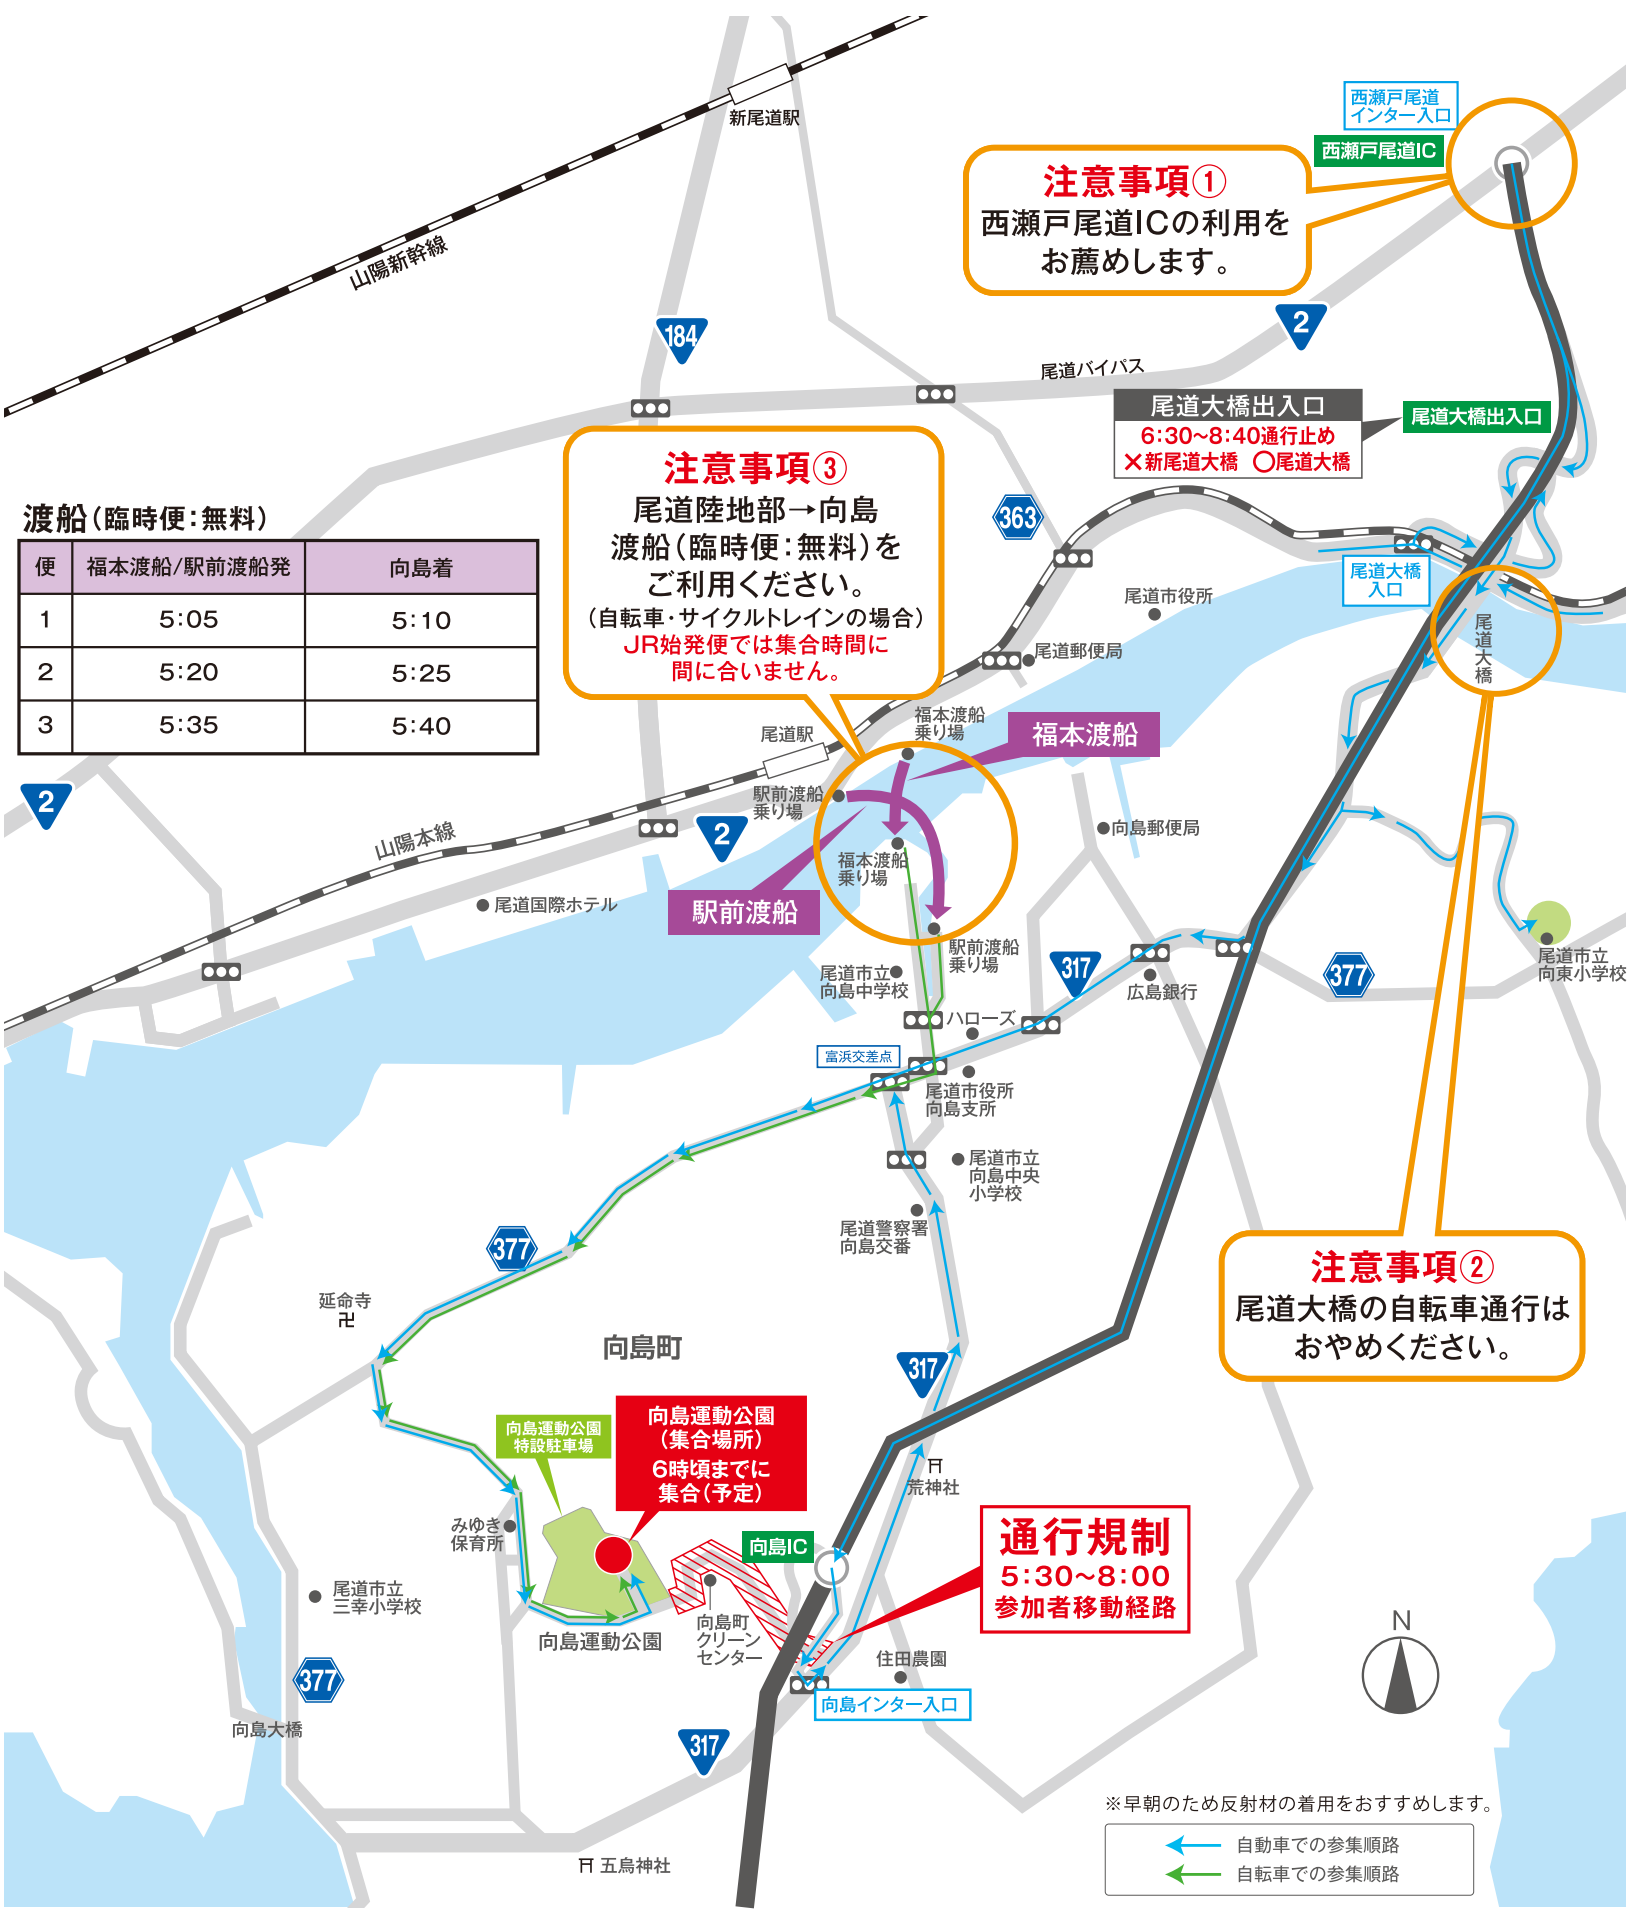 新尾道駅
山陽新幹線
西瀬戸尾道
インター入口
西瀬戸尾道IC
注意事項①
西瀬戸尾道ICの利用を
お薦めします。
2
184
尾道バイパス
尾道大橋出入口
6:30〜8:40通行止め
×新尾道大橋 ○尾道大橋
尾道大橋出入口
注意事項③
尾道陸地部→向島
渡船(臨時便:無料)を
ご利用ください。
(自転車・サイクルトレインの場合)
JR始発便では集合時間に
間に合いません。
363
渡船(臨時便:無料)
便 福本渡船/駅前渡船発 向島着
1 5:05 5:10
2 5:20 5:25
3 5:35 5:40
尾道大橋
入口
尾道市役所
尾道大橋
尾道郵便局
福本渡船
乗り場
福本渡船
尾道駅
駅前渡船
乗り場
2
山陽本線
2
向島郵便局
福本渡船
乗り場
駅前渡船
尾道国際ホテル
駅前渡船
乗り場
尾道市立
向島中学校
317
広島銀行
377
尾道市立
向東小学校
ハローズ
富浜交差点
尾道市役所
向島支所
尾道市立
向島中央
小学校
尾道警察署
向島交番
377
延命寺
卍
向島町
注意事項②
尾道大橋の自転車通行は
おやめください。
317
向島運動公園
特設駐車場
向島運動公園
(集合場所)
6時頃までに
集合(予定)
荒神社
みゆき
保育所
向島IC
通行規制
5:30〜8:00
参加者移動経路
尾道市立
三幸小学校
向島運動公園
向島町
クリーン
センター
住田農園
N
377
向島インター入口
向島大橋
317
※早朝のため反射材の着用をおすすめします。
自動車での参集順路
自転車での参集順路
五烏神社